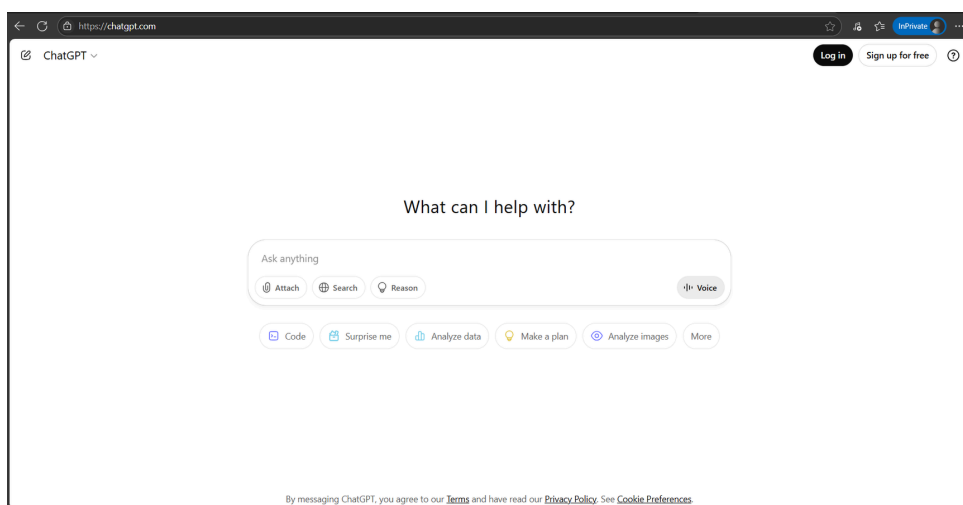 https://chatgpt.com
InPrivate
ChatGPT
Log in
Sign up for free
What can I help with?
Ask anything
Attach
Search
Reason
Voice
Code
Surprise me
Analyze data
Make a plan
Analyze images
More
By messaging ChatGPT, you agree to our Terms and have read our Privacy Policy. See Cookie Preferences.